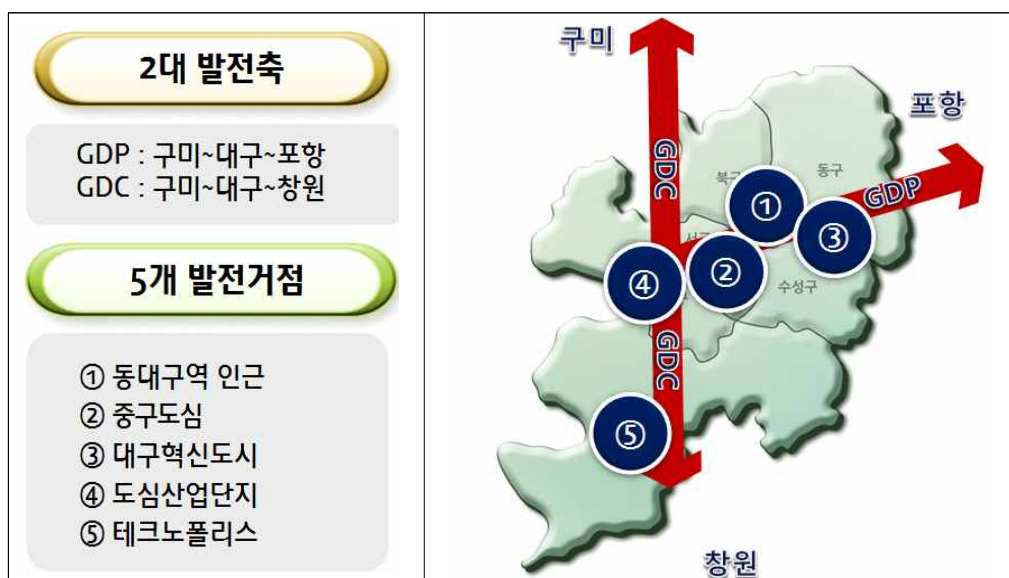 2대 발전축
GDP : 구미~대구~포항
GDC : 구미~대구~창원
5개 발전거점
① 동대구역 인근
② 중구도심
③ 대구혁신도시
④ 도심산업단지
⑤ 테크노폴리스
구미
포항
GDC
동구
GDP
①
③
②
④
수성구
GDC
⑤
창원